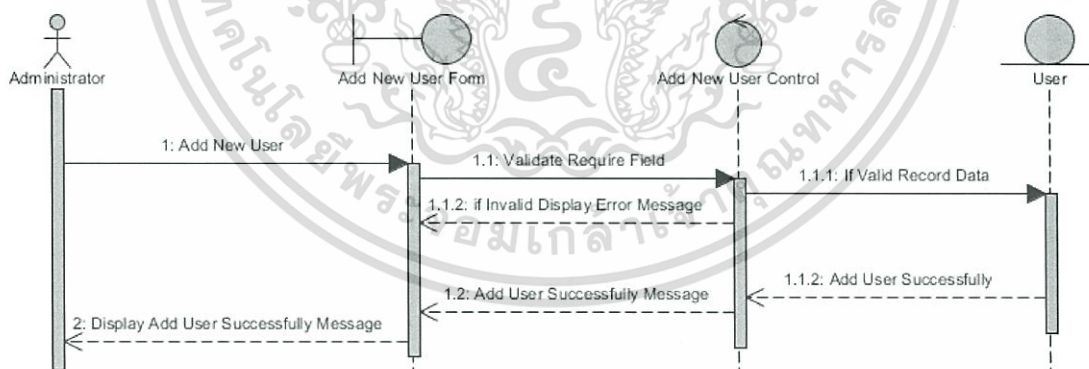 Administrator
Add New User Form
Add New User Control
User
1: Add New User
1.1: Validate Require Field
1.1.1: If Valid Record Data
1.1.2: if Invalid Display Error Message
1.1.2: Add User Successfully
1.2: Add User Successfully Message
2: Display Add User Successfully Message